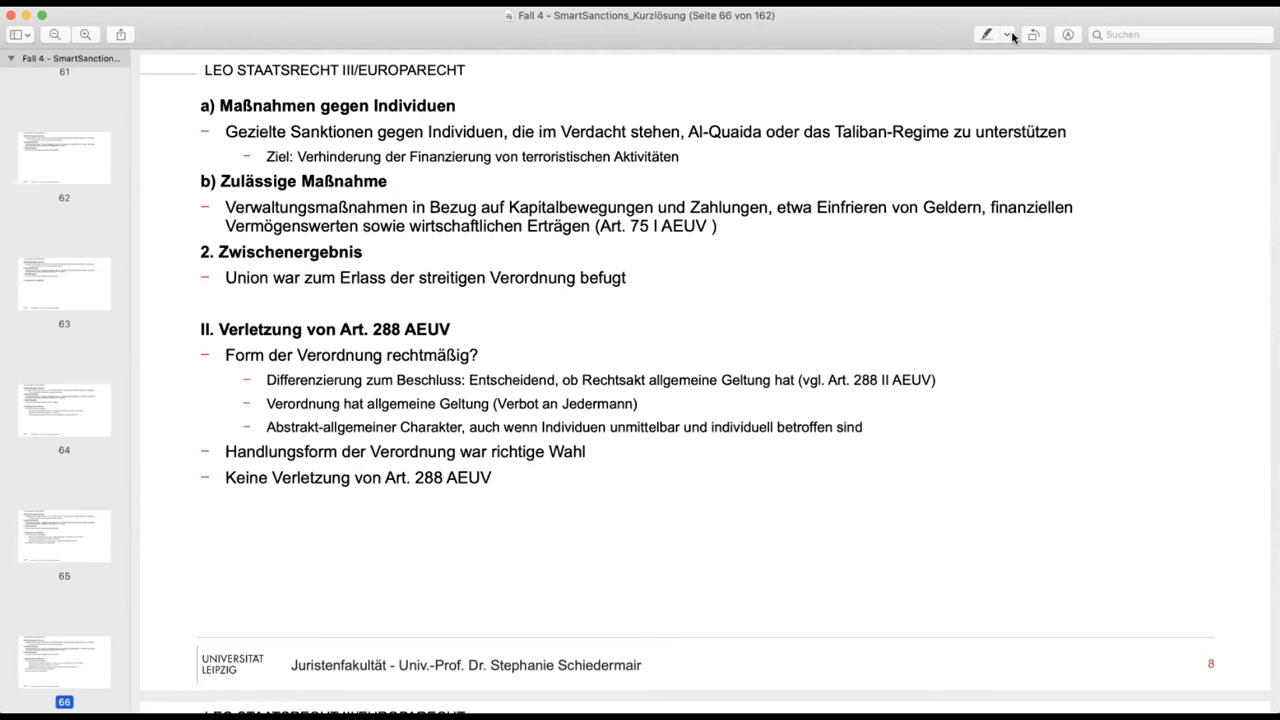 Fall 4 - SmartSanctions_Kurzlösung (Seite 66 von 162)
Suchen
Fall 4 - SmartSanction...
61
62
63
64
65
66
LEO STAATSRECHT III/EUROPARECHT
a) Maßnahmen gegen Individuen
– Gezielte Sanktionen gegen Individuen, die im Verdacht stehen, Al-Quaida oder das Taliban-Regime zu unterstützen
– Ziel: Verhinderung der Finanzierung von terroristischen Aktivitäten
b) Zulässige Maßnahme
– Verwaltungsmaßnahmen in Bezug auf Kapitalbewegungen und Zahlungen, etwa Einfrieren von Geldern, finanziellen
Vermögenswerten sowie wirtschaftlichen Erträgen (Art. 75 I AEUV )
2. Zwischenergebnis
– Union war zum Erlass der streitigen Verordnung befugt
II. Verletzung von Art. 288 AEUV
– Form der Verordnung rechtmäßig?
– Differenzierung zum Beschluss: Entscheidend, ob Rechtsakt allgemeine Geltung hat (vgl. Art. 288 II AEUV)
– Verordnung hat allgemeine Geltung (Verbot an Jedermann)
– Abstrakt-allgemeiner Charakter, auch wenn Individuen unmittelbar und individuell betroffen sind
– Handlungsform der Verordnung war richtige Wahl
– Keine Verletzung von Art. 288 AEUV
UNIVERSITÄT
LEIPZIG
Juristenfakultät - Univ.-Prof. Dr. Stephanie Schiedermair
8
LEO STAATSRECHT III/EUROPARECHT